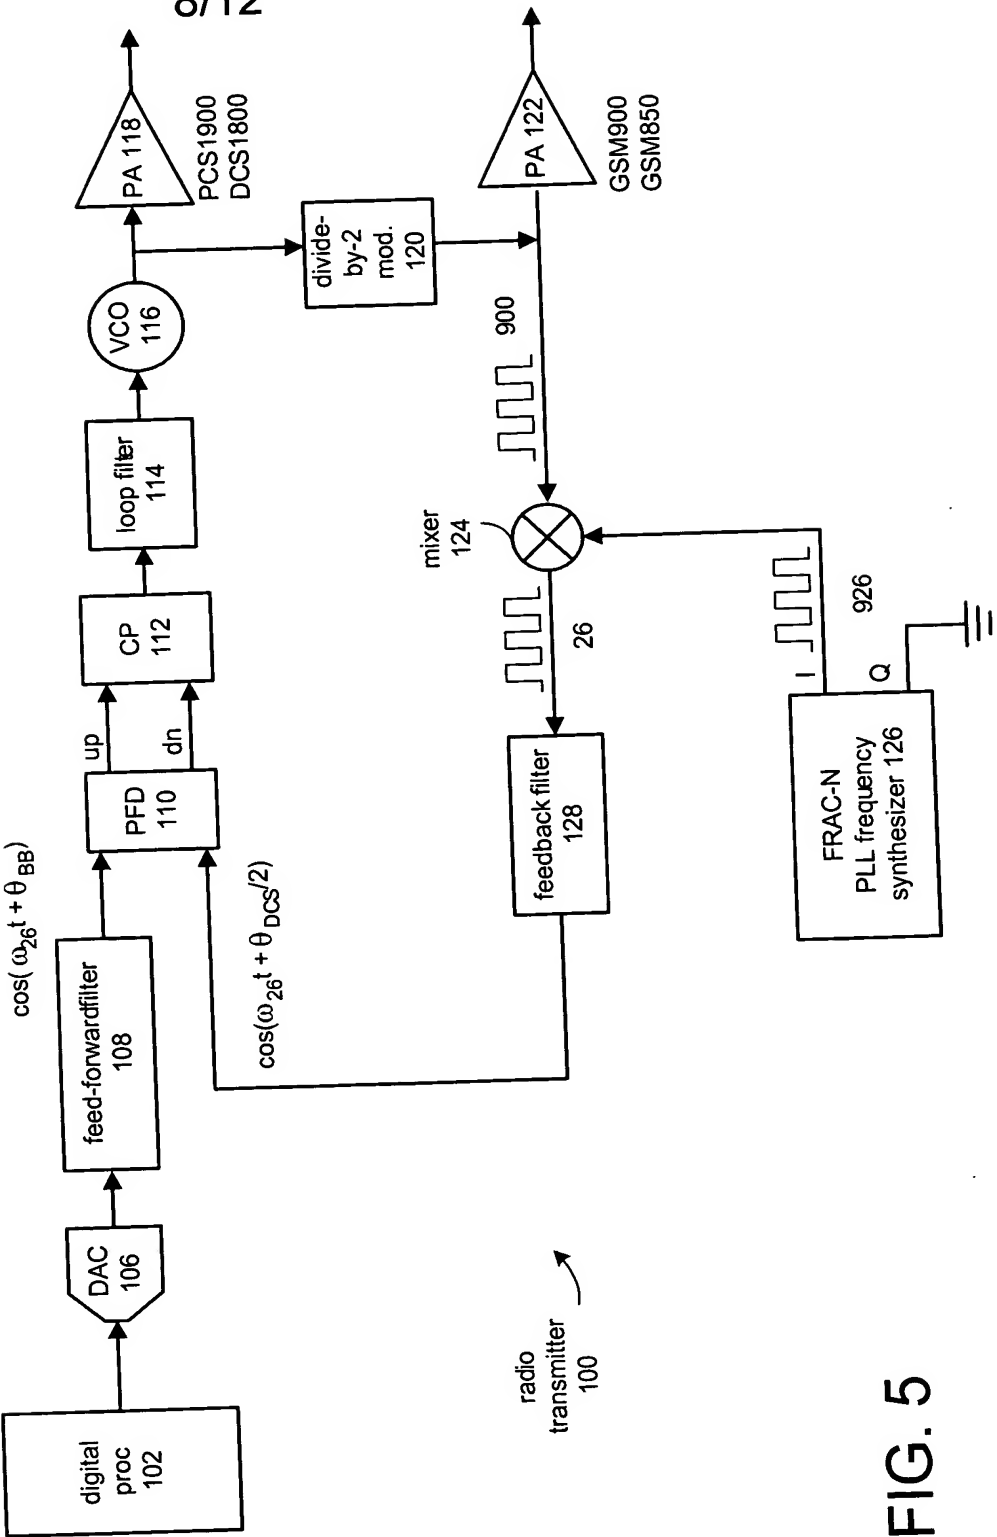 8/12
digital
proc
102
DAC
106
feed-forwardfilter
108
cos( ω26t + θBB)
PFD
110
up
dn
CP
112
loop filter
114
VCO
116
PA 118
PCS1900
DCS1800
divide-
by-2
mod.
120
PA 122
GSM900
GSM850
900
mixer
124
26
feedback filter
128
cos(ω26t + θDCS/2)
926
I
Q
FRAC-N
PLL frequency
synthesizer 126
radio
transmitter
100
FIG. 5